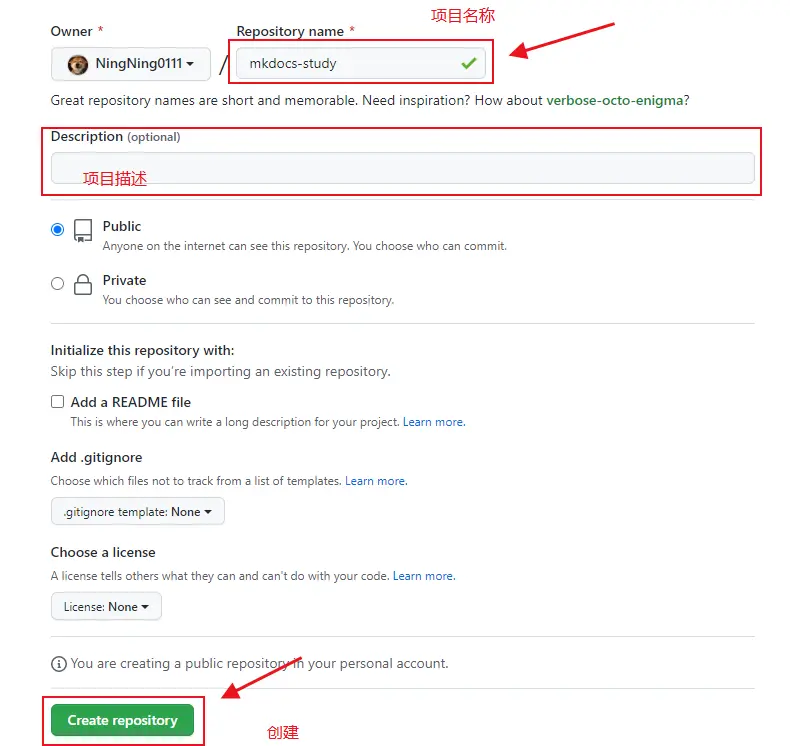 项目名称
Owner *
Repository name *
NingNing0111
/
mkdocs-study
Great repository names are short and memorable. Need inspiration? How about verbose-octo-enigma?
Description (optional)
项目描述
Public
Anyone on the internet can see this repository. You choose who can commit.
Private
You choose who can see and commit to this repository.
Initialize this repository with:
Skip this step if you're importing an existing repository.
Add a README file
This is where you can write a long description for your project. Learn more.
Add .gitignore
Choose which files not to track from a list of templates. Learn more.
.gitignore template: None
Choose a license
A license tells others what they can and can't do with your code. Learn more.
License: None
You are creating a public repository in your personal account.
Create repository
创建